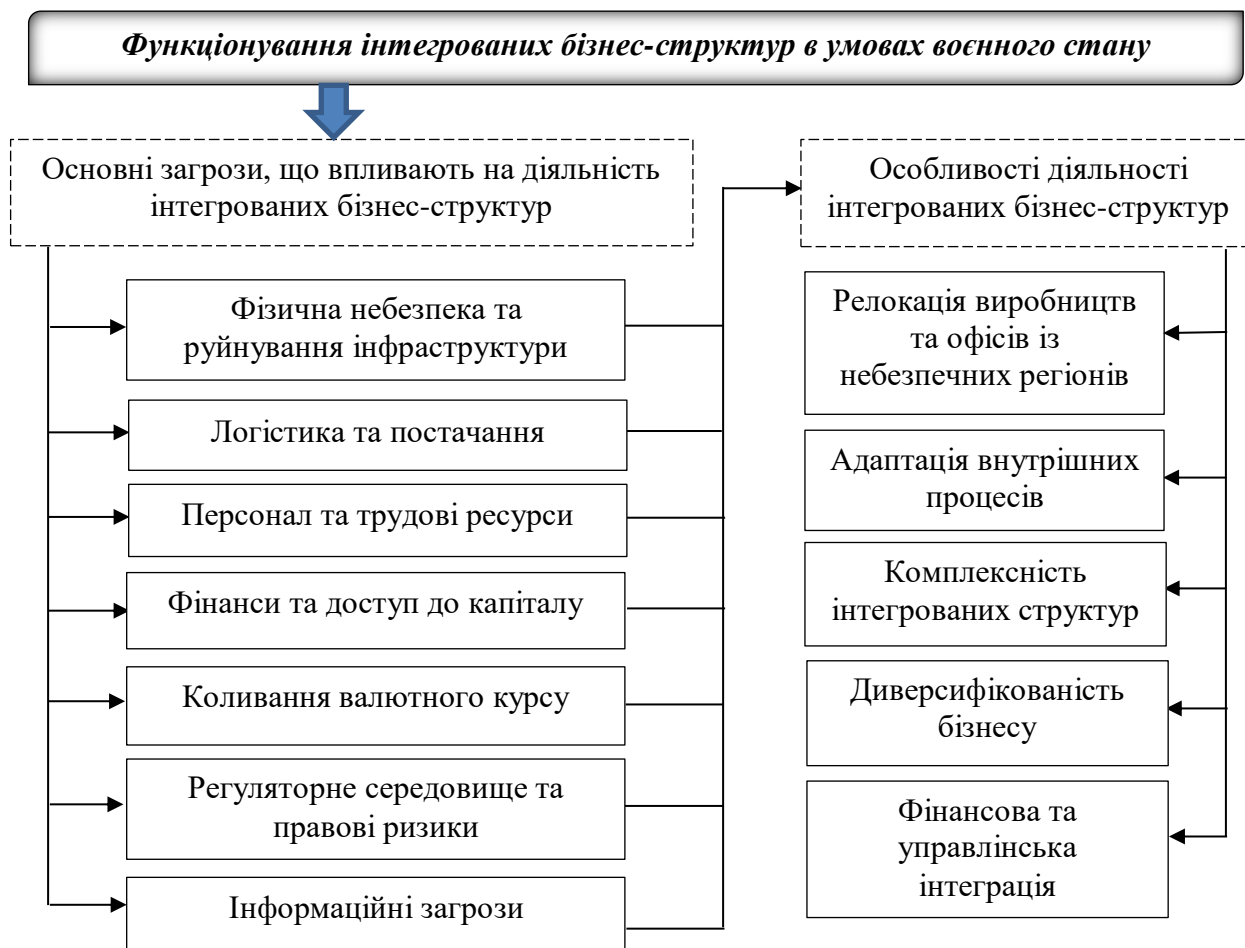 Функціонування інтегрованих бізнес-структур в умовах воєнного стану
Основні загрози, що впливають на діяльність
інтегрованих бізнес-структур
Фізична небезпека та
руйнування інфраструктури
Логістика та постачання
Персонал та трудові ресурси
Фінанси та доступ до капіталу
Коливання валютного курсу
Регуляторне середовище та
правові ризики
Інформаційні загрози
Особливості діяльності
інтегрованих бізнес-структур
Релокація виробництв
та офісів із
небезпечних регіонів
Адаптація внутрішних
процесів
Комплексність
інтегрованих структур
Диверсифікованість
бізнесу
Фінансова та
управлінська
інтеграція